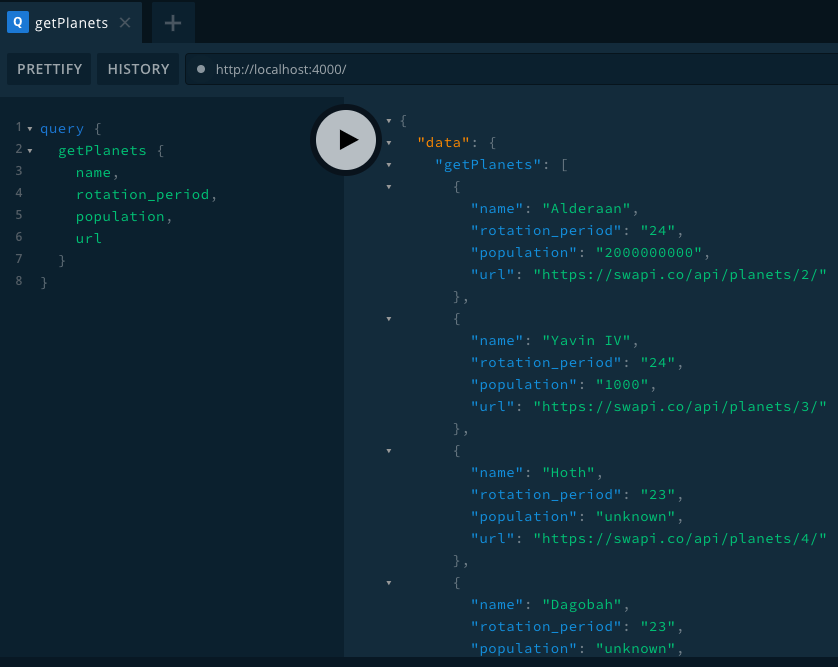 Q getPlanets ×
PRETTIFY HISTORY http://localhost:4000/
1 query {
2 getPlanets {
3 name,
4 rotation_period,
5 population,
6 url
7 }
8 }
{
"data": {
"getPlanets": [
{
"name": "Alderaan",
"rotation_period": "24",
"population": "2000000000",
"url": "https://swapi.co/api/planets/2/"
},
{
"name": "Yavin IV",
"rotation_period": "24",
"population": "1000",
"url": "https://swapi.co/api/planets/3/"
},
{
"name": "Hoth",
"rotation_period": "23",
"population": "unknown",
"url": "https://swapi.co/api/planets/4/"
},
{
"name": "Dagobah",
"rotation_period": "23",
"population": "unknown",